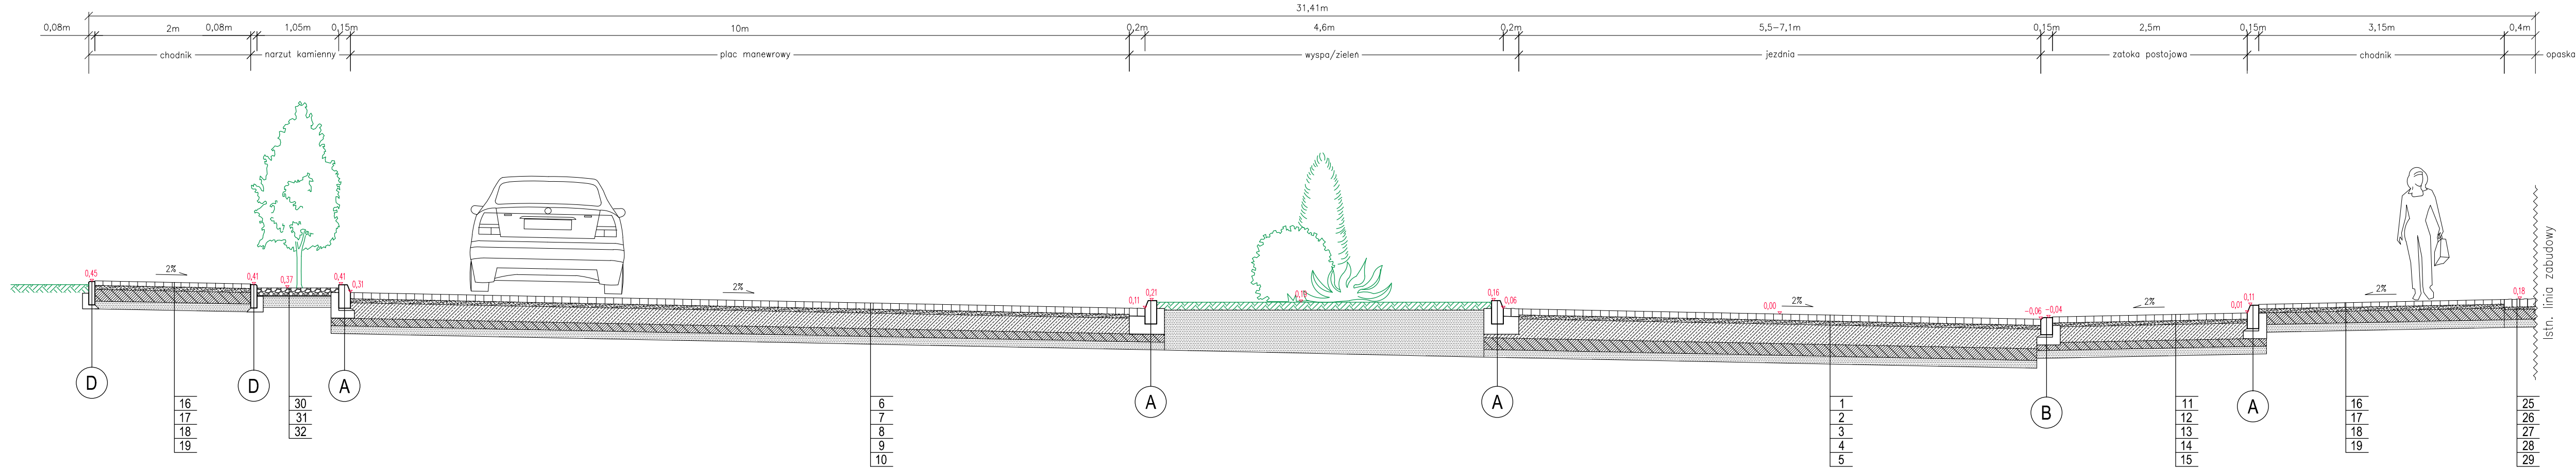 31,41m
0,08m 2m 0,08m 1,05m 0,15m 10m 0,2m 4,6m 0,2m 5,5-7,1m 0,15m 2,5m 0,15m 3,15m 0,4m
chodnik narzut kamienny plac manewrowy wyspa/zieleń jezdnia zatoka postojowa chodnik opaska
Istn. linia zabudowy
0,45 2% 0,41 0,37 0,41 0,31 2% 0,11 0,21 0,16 0,06 0,00 2% -0,06 -0,04 2% 0,01 0,11 2% 0,18
D D A A A B A
16 30 6 1 11 16 25
17 31 7 2 12 17 26
18 32 8 3 13 18 27
19 9 4 14 19 28
10 5 15 29